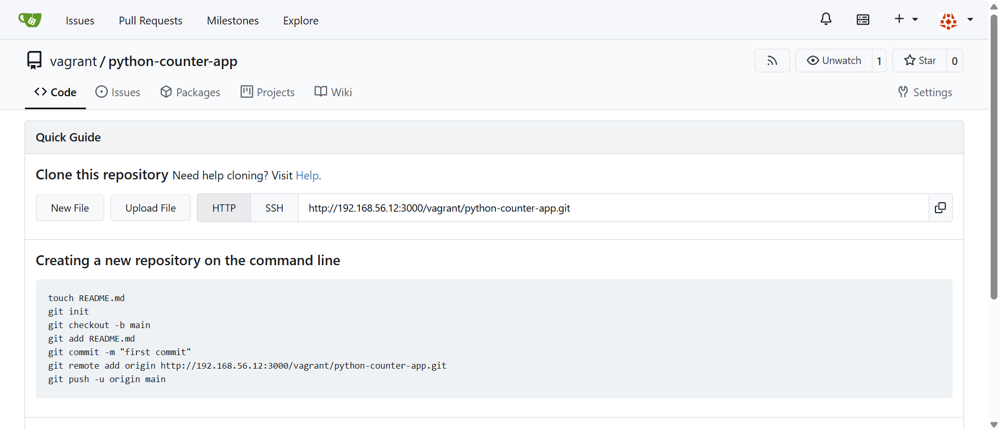 Issues Pull Requests Milestones Explore
vagrant / python-counter-app
Unwatch 1 Star 0
Code Issues Packages Projects Wiki Settings
Quick Guide
Clone this repository Need help cloning? Visit Help.
New File Upload File HTTP SSH http://192.168.56.12:3000/vagrant/python-counter-app.git
Creating a new repository on the command line
touch README.md
git init
git checkout -b main
git add README.md
git commit -m "first commit"
git remote add origin http://192.168.56.12:3000/vagrant/python-counter-app.git
git push -u origin main